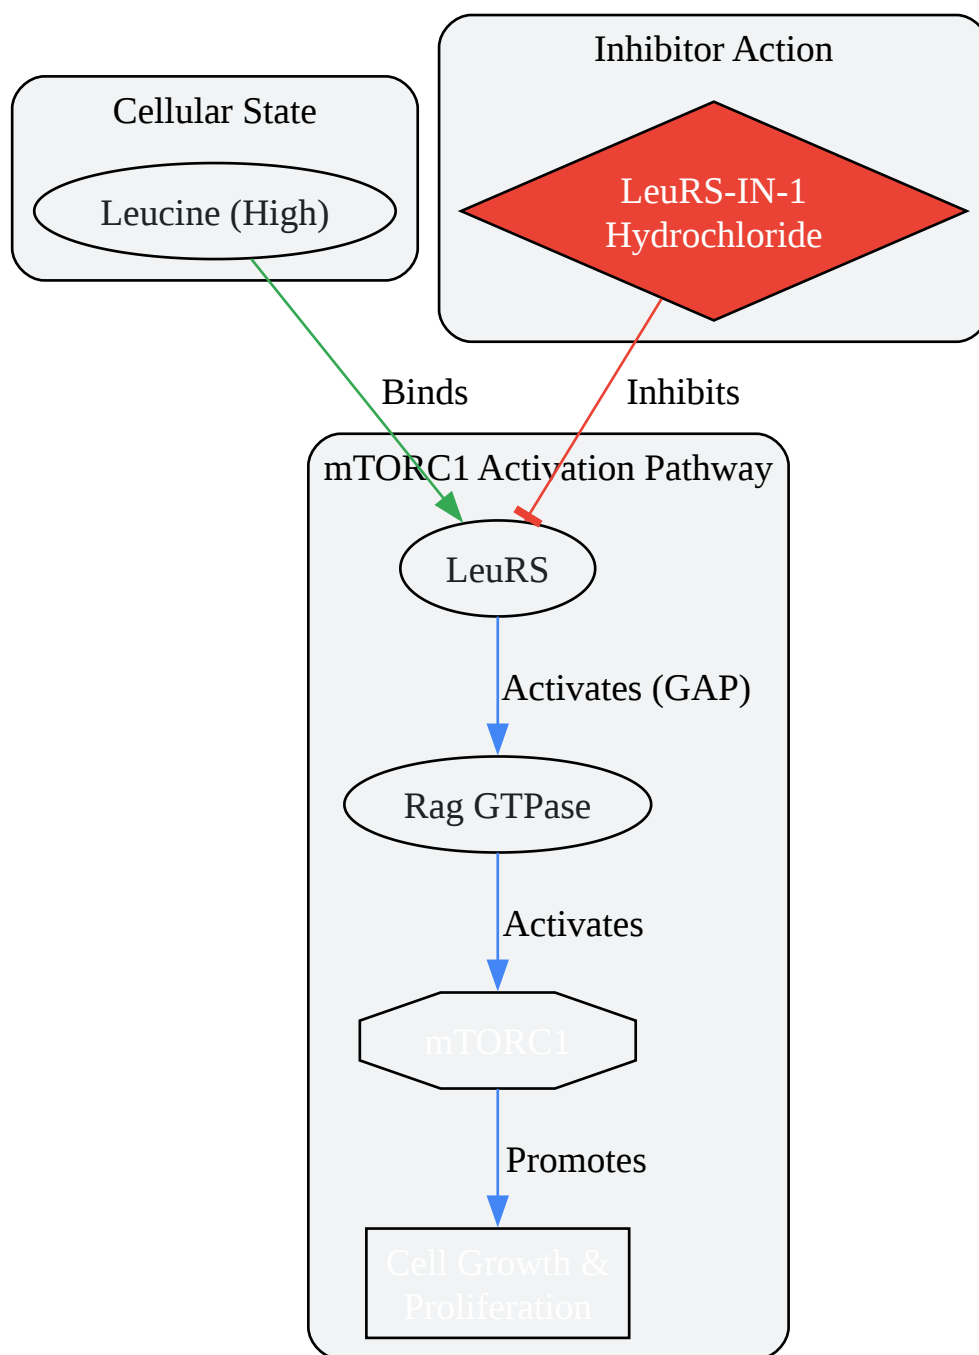 Inhibitor Action
Cellular State
LeuRS-IN-1
Hydrochloride
Leucine (High)
Binds
Inhibits
mTORC1 Activation Pathway
LeuRS
Activates (GAP)
Rag GTPase
Activates
mTORC1
Promotes
Cell Growth &
Proliferation